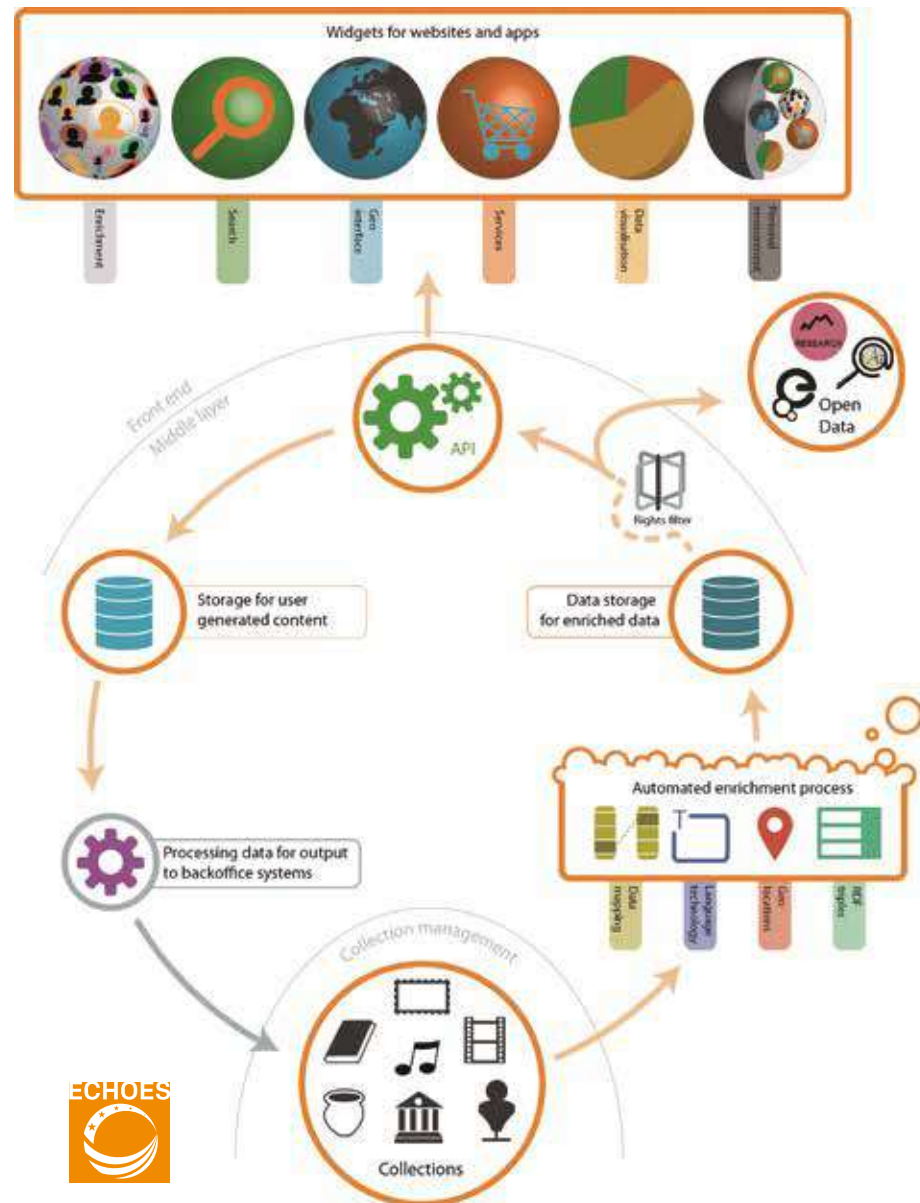 Widgets for websites and apps
Enrichment
Search
Geo
interface
Services
Data
visualisation
Personal
environment
Front end
Middle layer
API
RESEARCH
Open
Data
Rights filter
Storage for user
generated content
Data storage
for enriched data
Automated enrichment process
Data
mapping
Language
technology
Geo
locations
RDF
triples
Processing data for output
to backoffice systems
Collection management
Collections
ECHOES